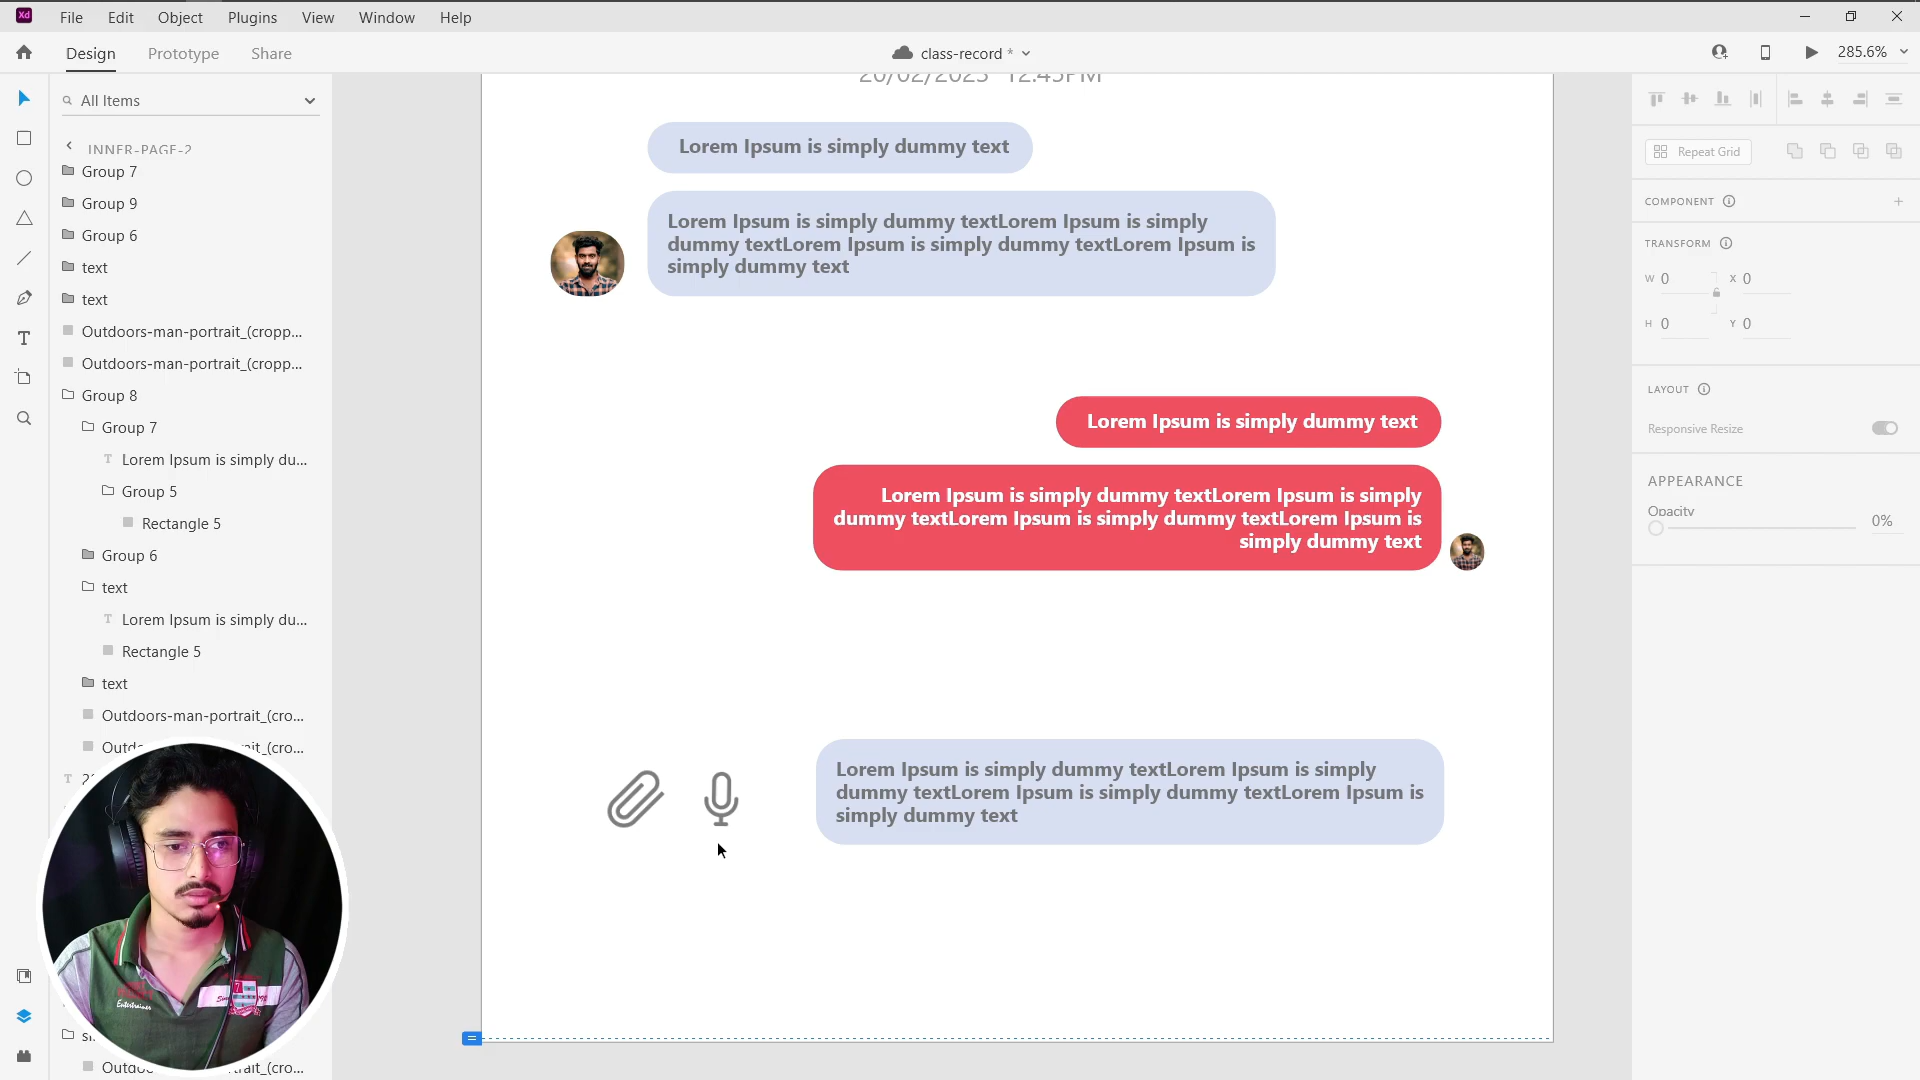 Xd File Edit Object Plugins View Window Help
Design Prototype Share
class-record *
285.6%
All Items
INNER-PAGE-2
Group 7
Group 9
Group 6
text
text
Outdoors-man-portrait_(cropp...
Outdoors-man-portrait_(cropp...
Group 8
Group 7
T Lorem Ipsum is simply du...
Group 5
Rectangle 5
Group 6
text
T Lorem Ipsum is simply du...
Rectangle 5
text
Outdoors-man-portrait_(cro...
20/02/2023 12:45PM
Lorem Ipsum is simply dummy text
Lorem Ipsum is simply dummy textLorem Ipsum is simply
dummy textLorem Ipsum is simply dummy textLorem Ipsum is
simply dummy text
Lorem Ipsum is simply dummy text
Lorem Ipsum is simply dummy textLorem Ipsum is simply
dummy textLorem Ipsum is simply dummy textLorem Ipsum is
simply dummy text
Lorem Ipsum is simply dummy textLorem Ipsum is simply
dummy textLorem Ipsum is simply dummy textLorem Ipsum is
simply dummy text
Repeat Grid
COMPONENT
TRANSFORM
W 0 X 0
H 0 Y 0
LAYOUT
Responsive Resize
APPEARANCE
Opacity
0%